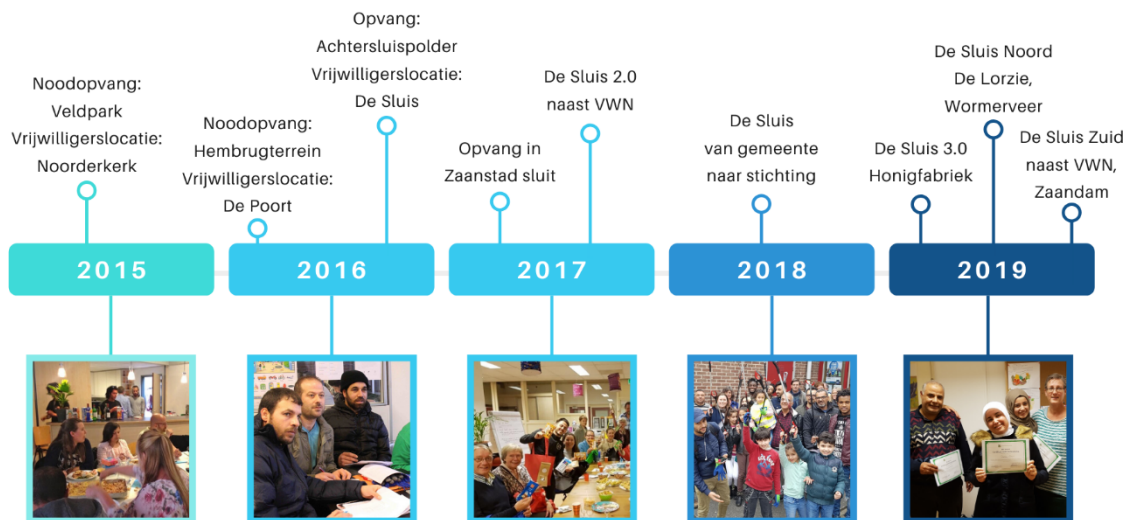 Noodopvang:
Veldpark
Vrijwilligerslocatie:
Noorderkerk
Noodopvang:
Hembrugterrein
Vrijwilligerslocatie:
De Poort
Opvang:
Achtersluispolder
Vrijwilligerslocatie:
De Sluis
Opvang in
Zaanstad sluit
De Sluis 2.0
naast VWN
De Sluis
van gemeente
naar stichting
De Sluis 3.0
Honigfabriek
De Sluis Noord
De Lorzie,
Wormerveer
De Sluis Zuid
naast VWN,
Zaandam
2015
2016
2017
2018
2019